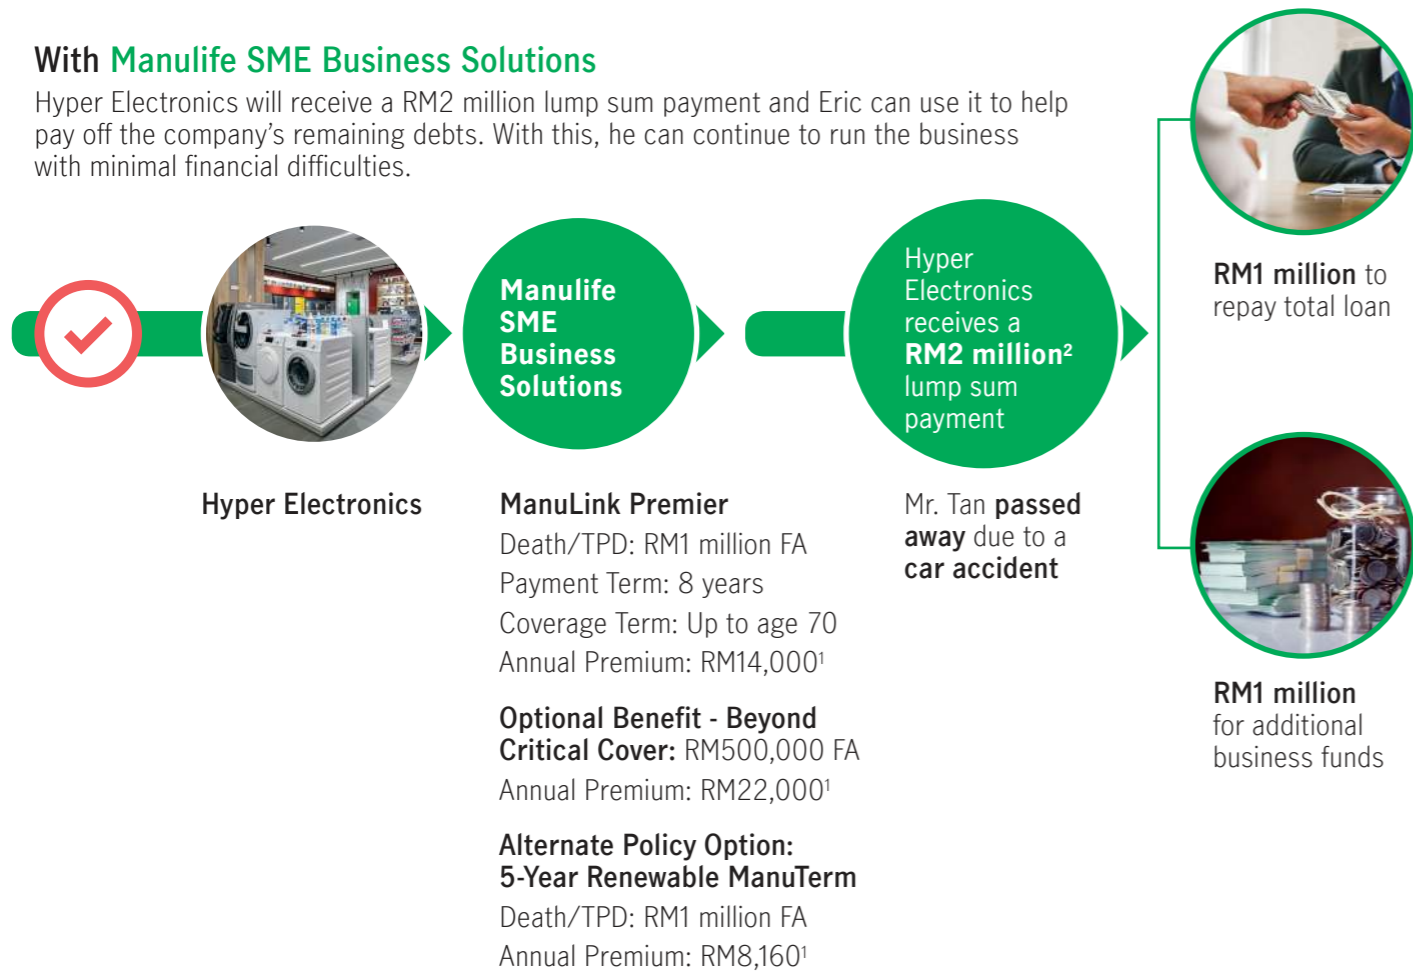 With Manulife SME Business Solutions
Hyper Electronics will receive a RM2 million lump sum payment and Eric can use it to help
pay off the company's remaining debts. With this, he can continue to run the business
with minimal financial difficulties.
Hyper Electronics
Manulife
SME
Business
Solutions
ManuLink Premier
Death/TPD: RM1 million FA
Payment Term: 8 years
Coverage Term: Up to age 70
Annual Premium: RM14,000¹
Optional Benefit - Beyond
Critical Cover: RM500,000 FA
Annual Premium: RM22,000¹
Alternate Policy Option:
5-Year Renewable ManuTerm
Death/TPD: RM1 million FA
Annual Premium: RM8,160¹
Hyper
Electronics
receives a
RM2 million²
lump sum
payment
Mr. Tan passed
away due to a
car accident
RM1 million to
repay total loan
RM1 million
for additional
business funds